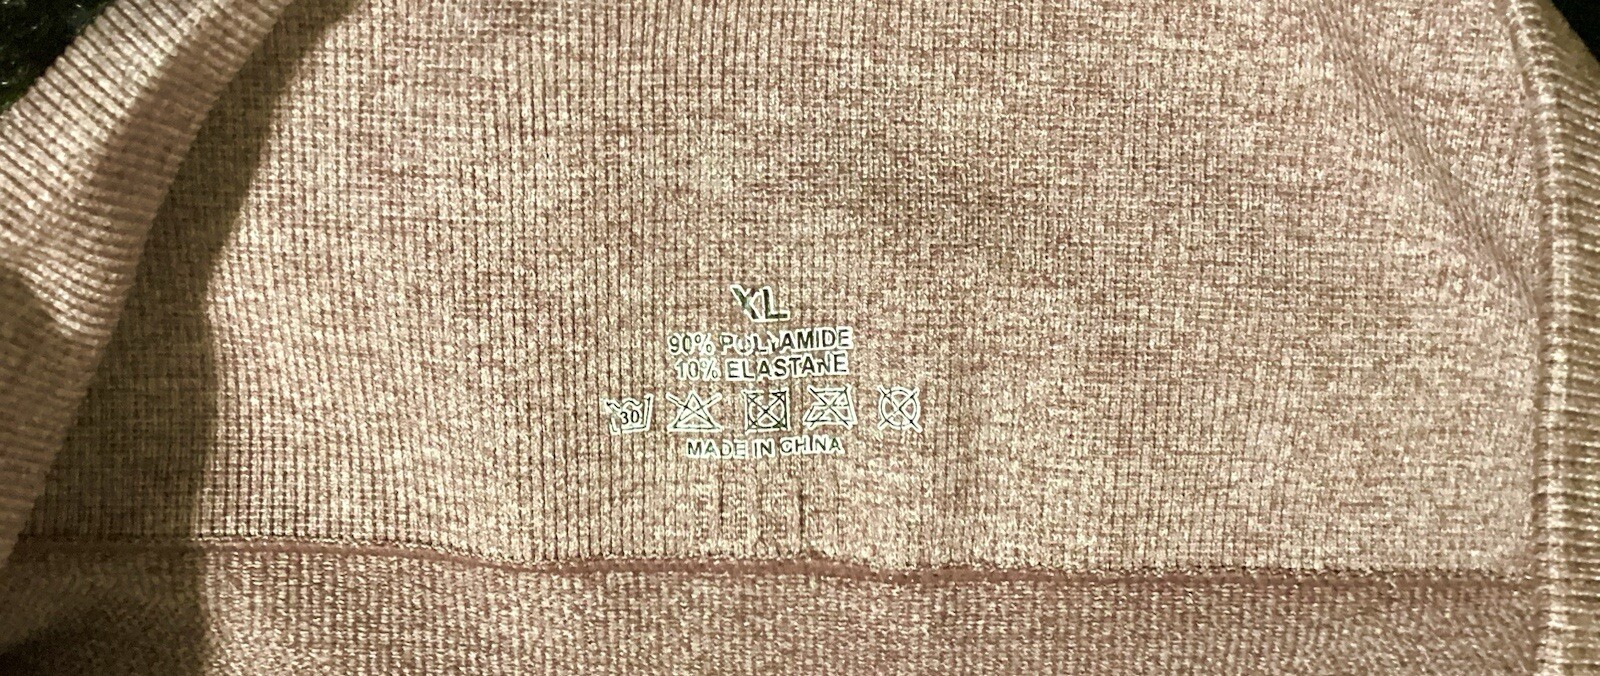 XL
90% POLYAMIDE
10% ELASTANE
30
MADE IN CHINA